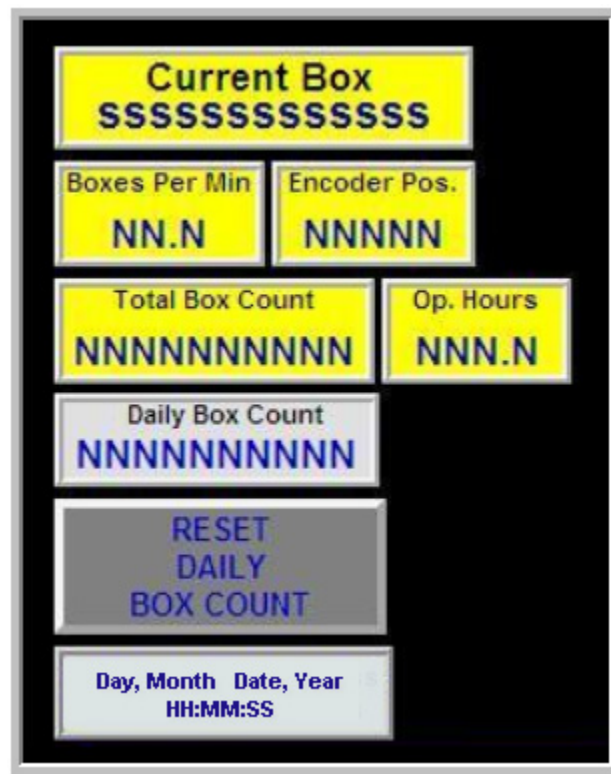 Current Box
SSSSSSSSSSSSS
Boxes Per Min
NN.N
Encoder Pos.
NNNNN
Total Box Count
NNNNNNNNNN
Op. Hours
NNN.N
Daily Box Count
NNNNNNNNNN
RESET
DAILY
BOX COUNT
Day, Month Date, Year
HH:MM:SS